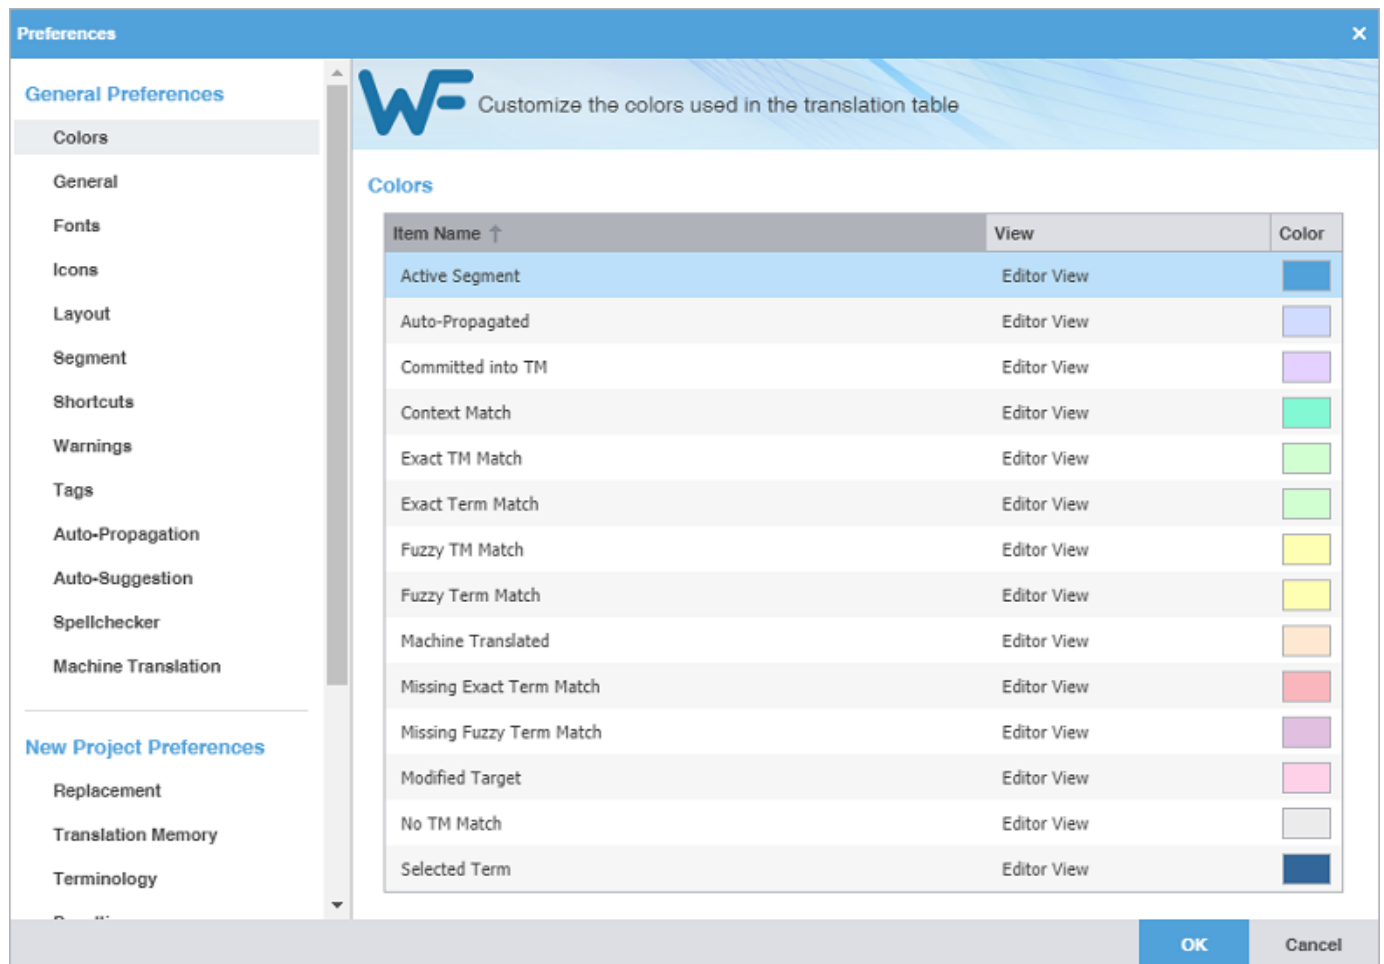 Preferences
General Preferences
Colors
General
Fonts
Icons
Layout
Segment
Shortcuts
Warnings
Tags
Auto-Propagation
Auto-Suggestion
Spellchecker
Machine Translation
New Project Preferences
Replacement
Translation Memory
Terminology
WF Customize the colors used in the translation table
Colors
Item Name View Color
Active Segment Editor View
Auto-Propagated Editor View
Committed into TM Editor View
Context Match Editor View
Exact TM Match Editor View
Exact Term Match Editor View
Fuzzy TM Match Editor View
Fuzzy Term Match Editor View
Machine Translated Editor View
Missing Exact Term Match Editor View
Missing Fuzzy Term Match Editor View
Modified Target Editor View
No TM Match Editor View
Selected Term Editor View
OK Cancel